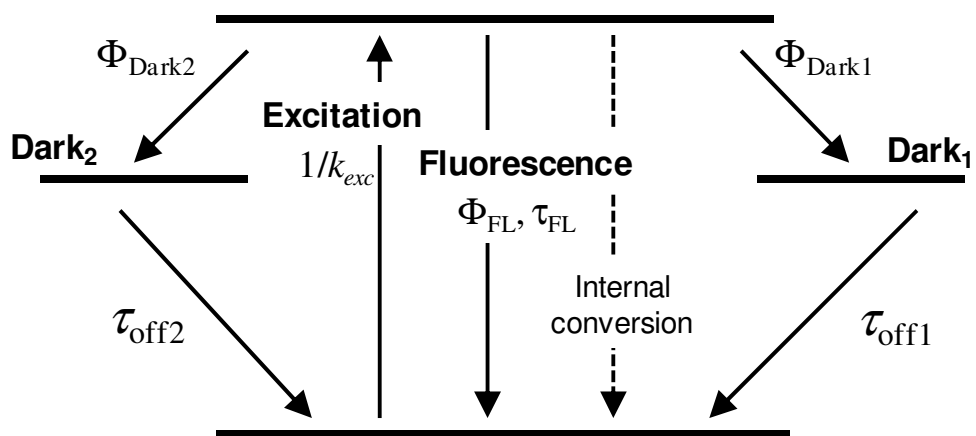 Φ_Dark2
Φ_Dark1
Excitation
1/k_exc
Dark₂
Fluorescence
Φ_FL, τ_FL
Dark₁
τ_off2
Internal
conversion
τ_off1